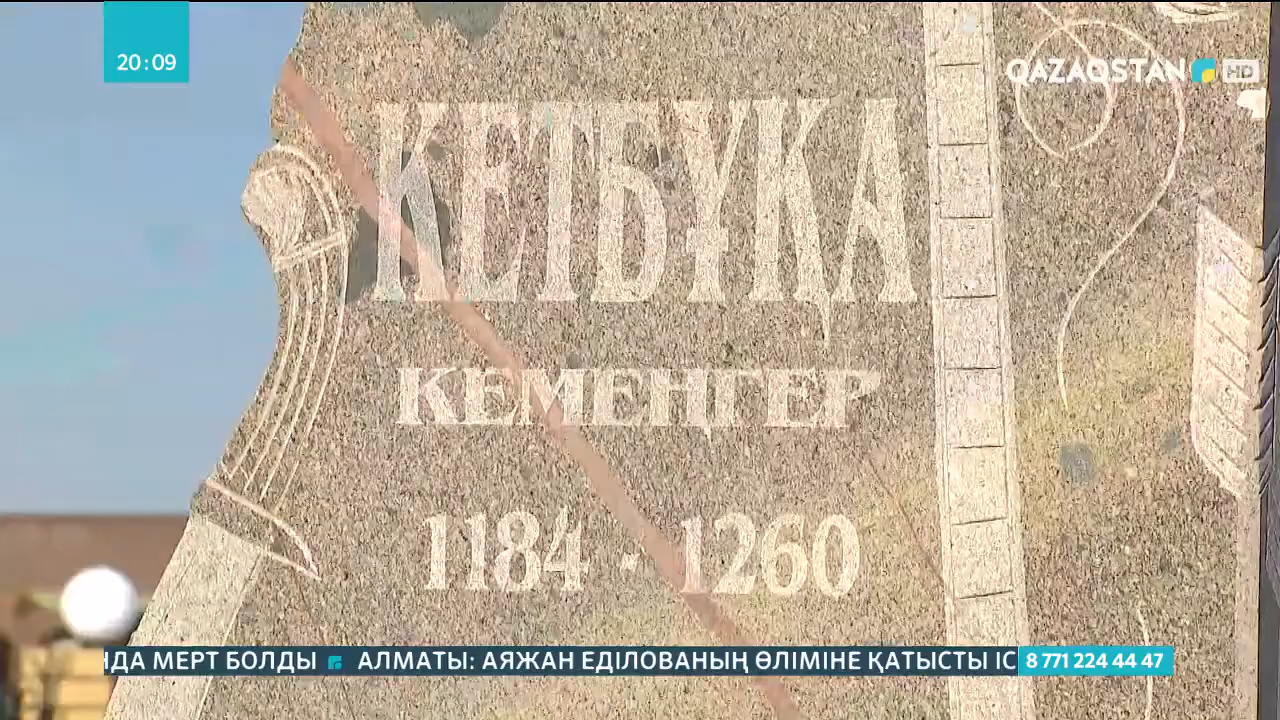 20:09
QAZAQSTAN HD
КЕТБҰҚА
КЕМЕҢГЕР
1184 - 1260
НДА МЕРТ БОЛДЫ АЛМАТЫ: АЯЖАН ЕДІЛОВАНЫҢ ӨЛІМІНЕ ҚАТЫСТЫ ІС
8 771 224 44 47